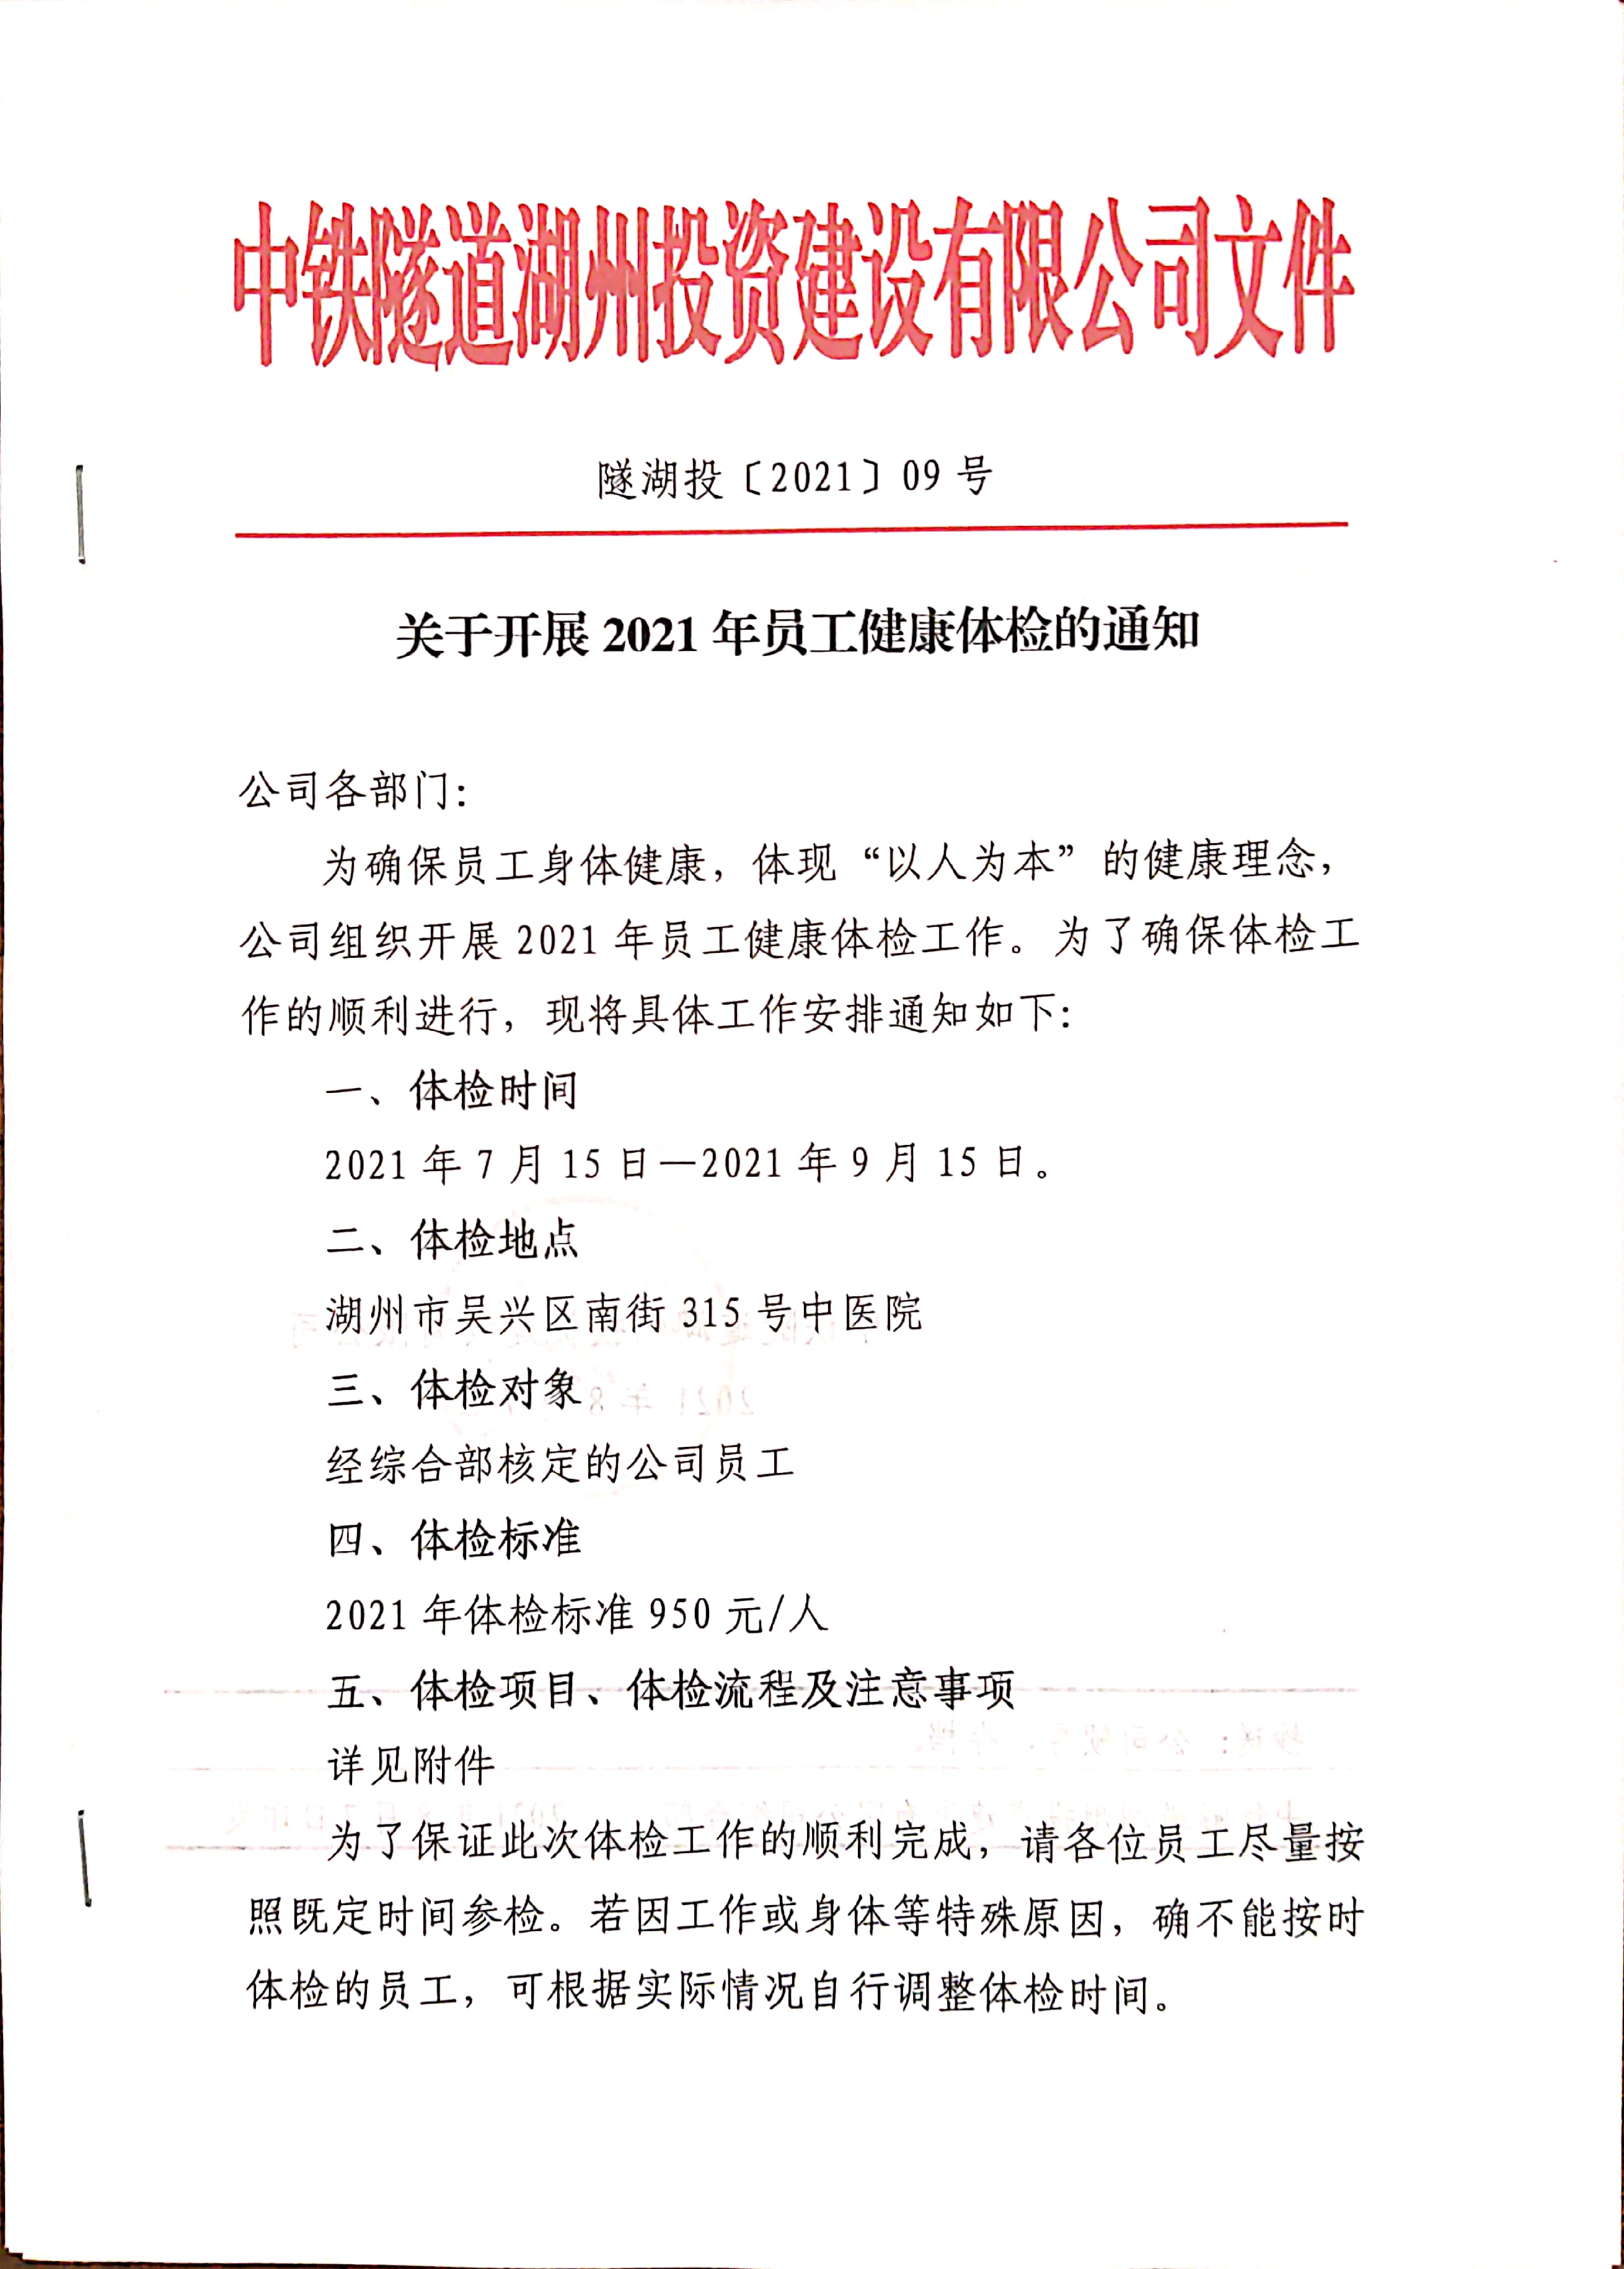 中铁隧道湖州投资建设有限公司文件
隧湖投〔2021〕09 号
关于开展 2021 年员工健康体检的通知
公司各部门：
为确保员工身体健康，体现“以人为本”的健康理念，
公司组织开展 2021 年员工健康体检工作。为了确保体检工
作的顺利进行，现将具体工作安排通知如下：
一、体检时间
2021 年 7 月 15 日—2021 年 9 月 15 日。
二、体检地点
湖州市吴兴区南街 315 号中医院
三、体检对象
经综合部核定的公司员工
四、体检标准
2021 年体检标准 950 元/人
五、体检项目、体检流程及注意事项
详见附件
为了保证此次体检工作的顺利完成，请各位员工尽量按
照既定时间参检。若因工作或身体等特殊原因，确不能按时
体检的员工，可根据实际情况自行调整体检时间。